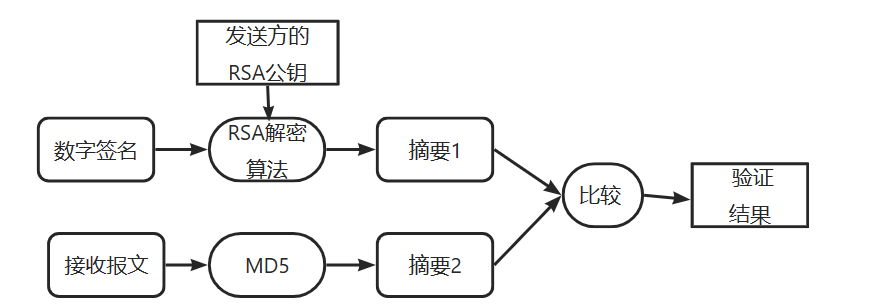 发送方的
RSA公钥
数字签名
RSA解密
算法
摘要1
比较
验证
结果
接收报文
MD5
摘要2